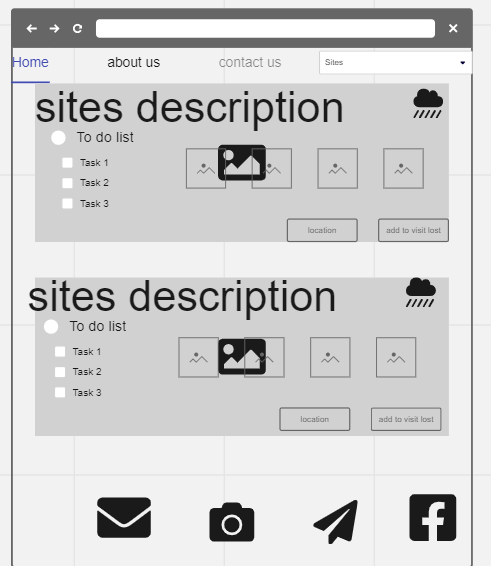 Home about us contact us Sites
sites description
To do list
Task 1
Task 2
Task 3
location add to visit lost
sites description
To do list
Task 1
Task 2
Task 3
location add to visit lost